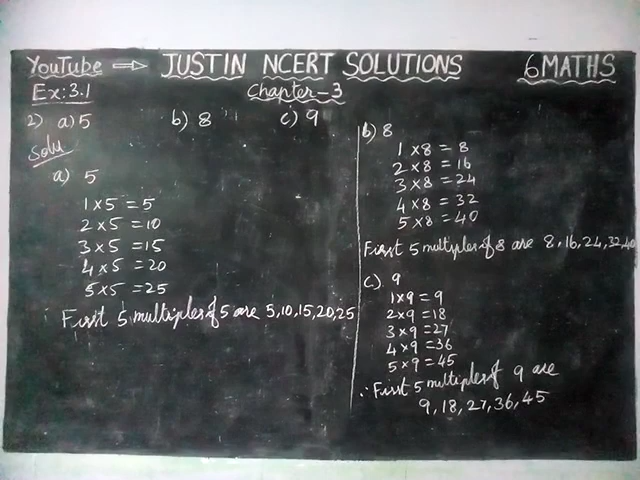 YouTube ⇒ JUSTIN NCERT SOLUTIONS 6 MATHS
Ex: 3.1 Chapter-3
2) a) 5 b) 8 c) 9
Solu
a) 5
1 × 5 = 5
2 × 5 = 10
3 × 5 = 15
4 × 5 = 20
5 × 5 = 25
∴ First 5 multiples of 5 are 5,10,15,20,25
b) 8
1 × 8 = 8
2 × 8 = 16
3 × 8 = 24
4 × 8 = 32
5 × 8 = 40
First 5 multiples of 8 are 8,16,24,32,40
c) 9
1 × 9 = 9
2 × 9 = 18
3 × 9 = 27
4 × 9 = 36
5 × 9 = 45
∴ First 5 multiples of 9 are
9,18,27,36,45